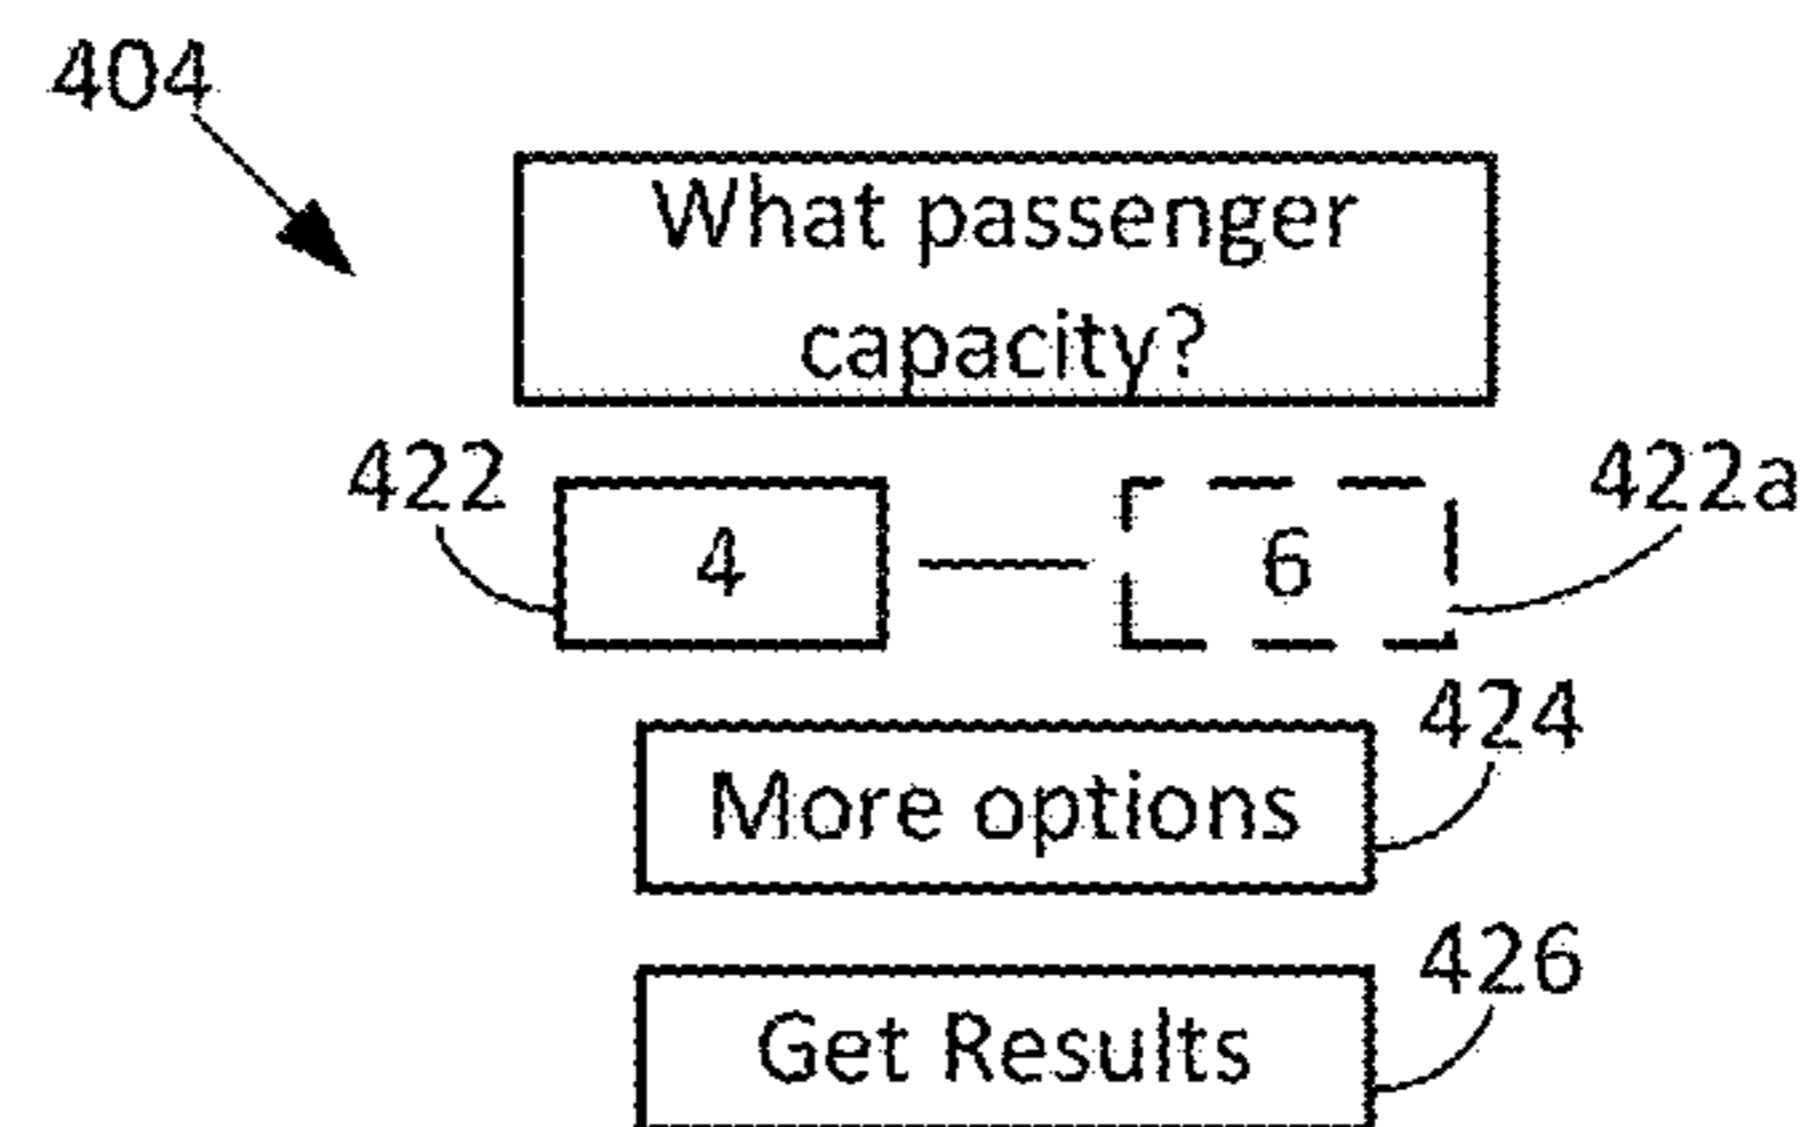 404
What passenger
capacity?
422 4 — 6 422a
424
More options
426
Get Results